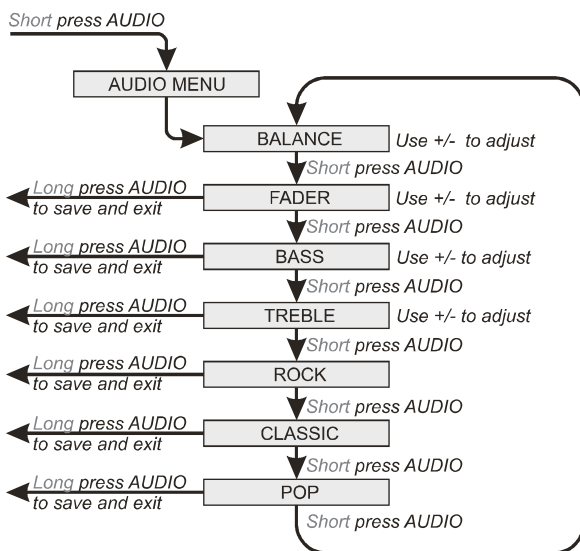 Short press AUDIO
AUDIO MENU
BALANCE
Use +/- to adjust
Short press AUDIO
Long press AUDIO
to save and exit
FADER
Use +/- to adjust
Short press AUDIO
Long press AUDIO
to save and exit
BASS
Use +/- to adjust
Short press AUDIO
Long press AUDIO
to save and exit
TREBLE
Use +/- to adjust
Short press AUDIO
Long press AUDIO
to save and exit
ROCK
Short press AUDIO
Long press AUDIO
to save and exit
CLASSIC
Short press AUDIO
Long press AUDIO
to save and exit
POP
Short press AUDIO